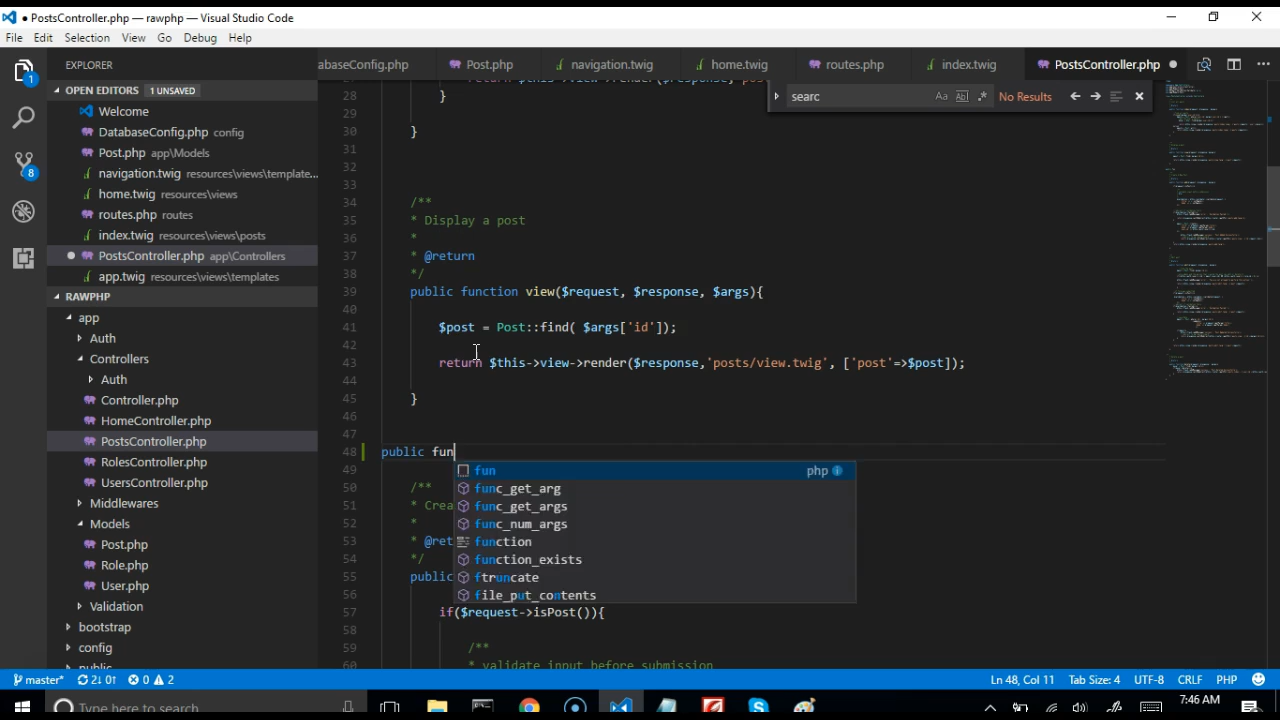 ● PostsController.php — rawphp — Visual Studio Code
File Edit Selection View Go Debug Help
EXPLORER
abaseConfig.php Post.php navigation.twig home.twig routes.php index.twig PostsController.php ●
OPEN EDITORS 1 UNSAVED
Welcome
DatabaseConfig.php config
Post.php app\Models
navigation.twig resources\views\template...
home.twig resources\views
routes.php routes
index.twig resources\views\posts
● PostsController.php app\Controllers
app.twig resources\views\templates
RAWPHP
app
Auth
Controllers
Auth
Controller.php
HomeController.php
PostsController.php
RolesController.php
UsersController.php
Middlewares
Models
Post.php
Role.php
User.php
Validation
bootstrap
config
public
1
8
searc Aa Abl .* No Results
28 }
29
30 }
31
32
33
34 /**
35 * Display a post
36 *
37 * @return
38 */
39 public function view($request, $response, $args){
40
41 $post = Post::find( $args['id']);
42
43 return $this->view->render($response,'posts/view.twig', ['post'=>$post]);
44
45 }
46
47
48 public fun
49
50 /**
51 * Crea
52 *
53 * @ret
54 */
55 public
56
57 if($request->isPost()){
58
59 /**
60 * validate input before submission
fun php
func_get_arg
func_get_args
func_num_args
function
function_exists
ftruncate
file_put_contents
master* 2↓ 0↑ 0 2 Ln 48, Col 11 Tab Size: 4 UTF-8 CRLF PHP
Type here to search
7:46 AM